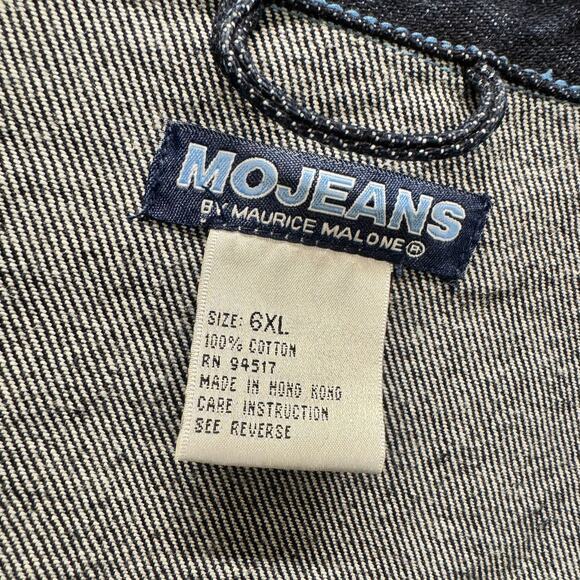 MOJEANS
BY MAURICE MALONE®
SIZE: 6XL
100% COTTON
RN 94517
MADE IN HONG KONG
CARE INSTRUCTION
SEE REVERSE